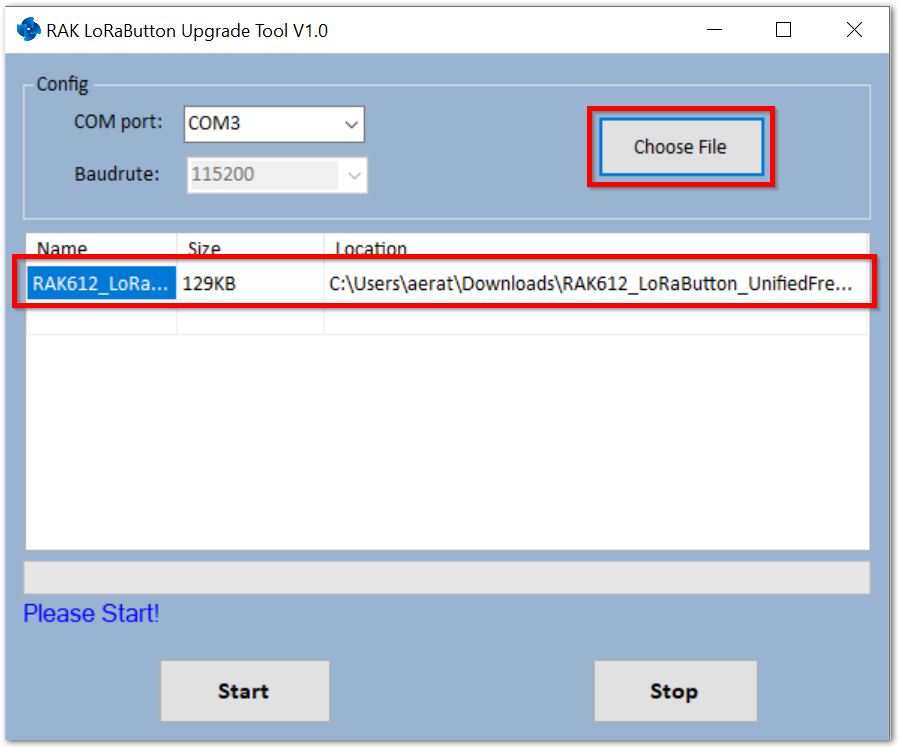 RAK LoRaButton Upgrade Tool V1.0
Config
COM port: COM3
Choose File
Baudrute: 115200
Name Size Location
RAK612_LoRa... 129KB C:\Users\aerat\Downloads\RAK612_LoRaButton_UnifiedFre...
Please Start!
Start Stop